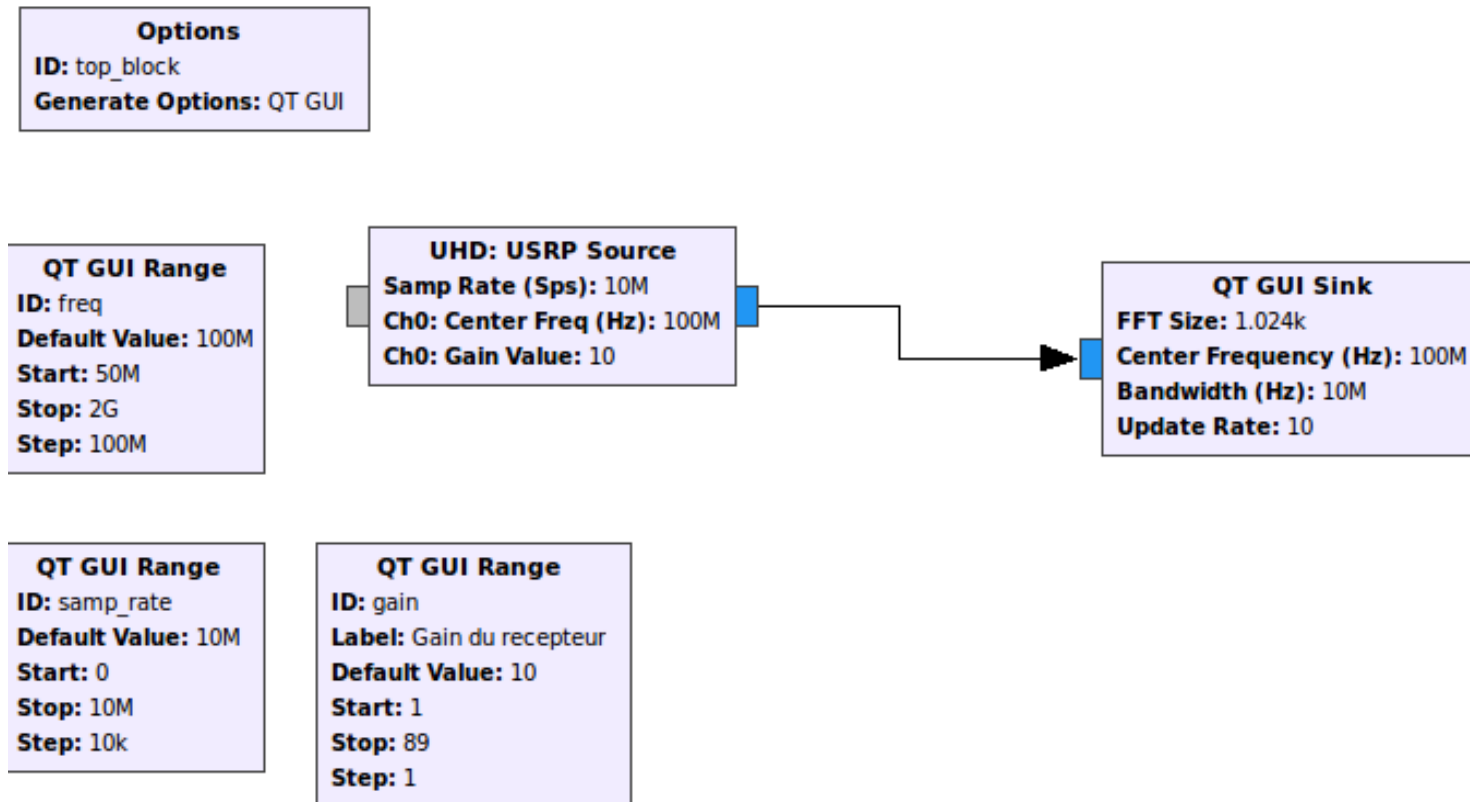 Options
ID: top_block
Generate Options: QT GUI
QT GUI Range
ID: freq
Default Value: 100M
Start: 50M
Stop: 2G
Step: 100M
UHD: USRP Source
Samp Rate (Sps): 10M
Ch0: Center Freq (Hz): 100M
Ch0: Gain Value: 10
QT GUI Sink
FFT Size: 1.024k
Center Frequency (Hz): 100M
Bandwidth (Hz): 10M
Update Rate: 10
QT GUI Range
ID: samp_rate
Default Value: 10M
Start: 0
Stop: 10M
Step: 10k
QT GUI Range
ID: gain
Label: Gain du recepteur
Default Value: 10
Start: 1
Stop: 89
Step: 1